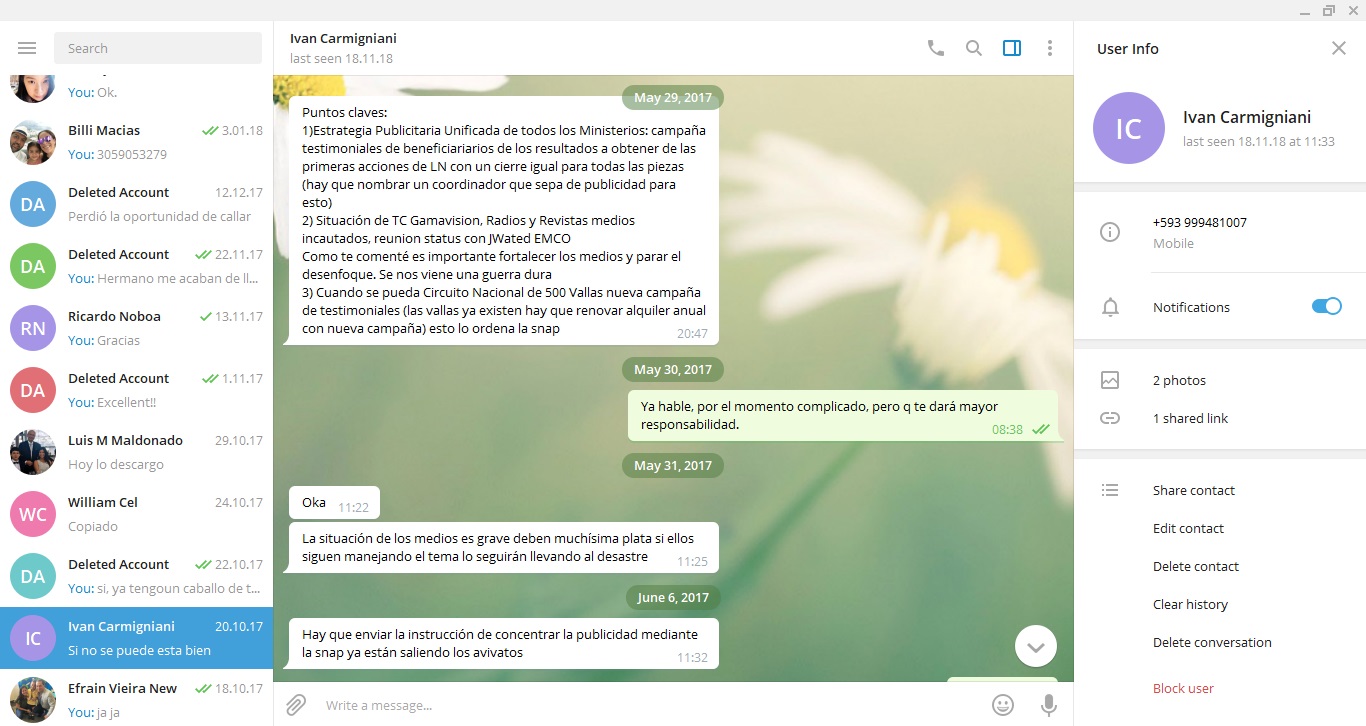 Search
You: Ok.
Billi Macias
3.01.18
You: 3059053279
DA
Deleted Account
12.12.17
Perdió la oportunidad de callar
DA
Deleted Account
22.11.17
You: Hermano me acaban de ll...
RN
Ricardo Noboa
13.11.17
You: Gracias
DA
Deleted Account
1.11.17
You: Excellent!!
Luis M Maldonado
29.10.17
Hoy lo descargo
WC
William Cel
24.10.17
Copiado
DA
Deleted Account
22.10.17
You: si, ya tengoun caballo de t...
IC
Ivan Carmigniani
20.10.17
Si no se puede esta bien
Efrain Vieira New
18.10.17
You: ja ja
Ivan Carmigniani
last seen 18.11.18
May 29, 2017
Puntos claves:
1)Estrategia Publicitaria Unificada de todos los Ministerios: campaña
testimoniales de beneficiariarios de los resultados a obtener de las
primeras acciones de LN con un cierre igual para todas las piezas
(hay que nombrar un coordinador que sepa de publicidad para
esto)
2) Situación de TC Gamavision, Radios y Revistas medios
incautados, reunion status con JWated EMCO
Como te comenté es importante fortalecer los medios y parar el
desenfoque. Se nos viene una guerra dura
3) Cuando se pueda Circuito Nacional de 500 Vallas nueva campaña
de testimoniales (las vallas ya existen hay que renovar alquiler anual
con nueva campaña) esto lo ordena la snap
20:47
May 30, 2017
Ya hable, por el momento complicado, pero q te dará mayor
responsabilidad.
08:38
May 31, 2017
Oka
11:22
La situación de los medios es grave deben muchísima plata si ellos
siguen manejando el tema lo seguirán llevando al desastre
11:25
June 6, 2017
Hay que enviar la instrucción de concentrar la publicidad mediante
la snap ya están saliendo los avivatos
11:32
Write a message...
User Info
IC
Ivan Carmigniani
last seen 18.11.18 at 11:33
+593 999481007
Mobile
Notifications
2 photos
1 shared link
Share contact
Edit contact
Delete contact
Clear history
Delete conversation
Block user